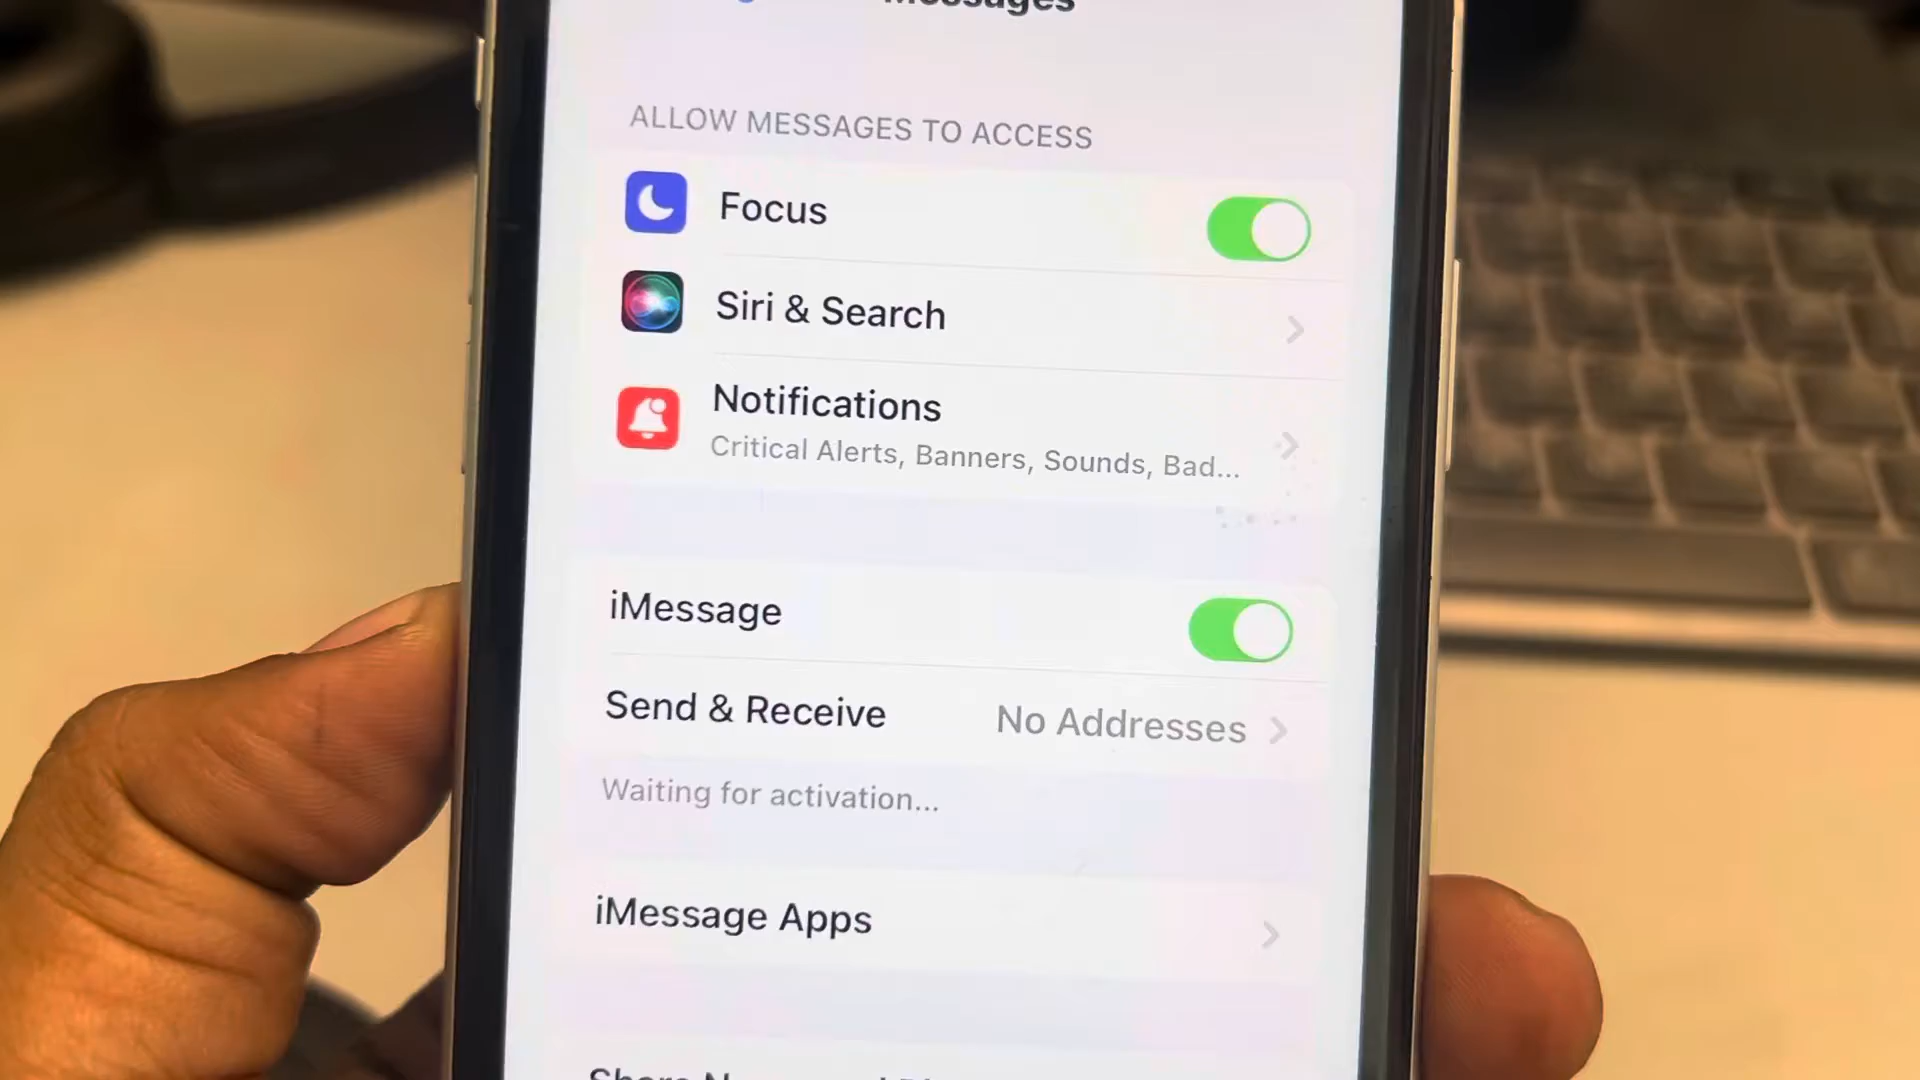 Messages
ALLOW MESSAGES TO ACCESS
Focus
Siri & Search
Notifications
Critical Alerts, Banners, Sounds, Bad...
iMessage
Send & Receive No Addresses
Waiting for activation...
iMessage Apps